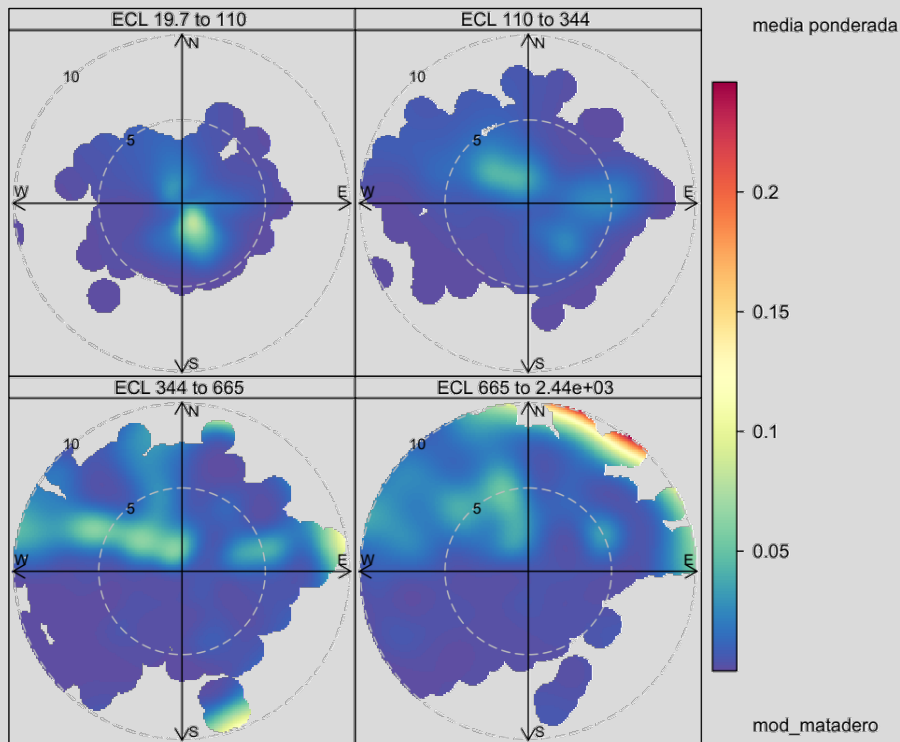 ECL 19.7 to 110
ECL 110 to 344
media ponderada
N
10
5
W
E
S
N
10
5
W
E
S
ECL 344 to 665
ECL 665 to 2.44e+03
N
10
5
W
E
S
N
10
5
W
E
S
0.2
0.15
0.1
0.05
mod_matadero